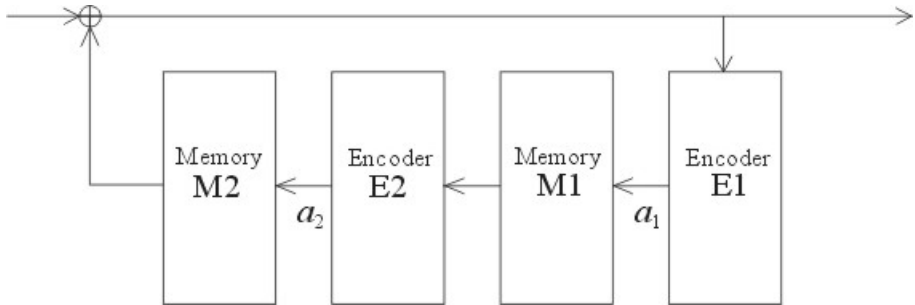 Memory
M2
Encoder
E2
Memory
M1
Encoder
E1
a₂
a₁